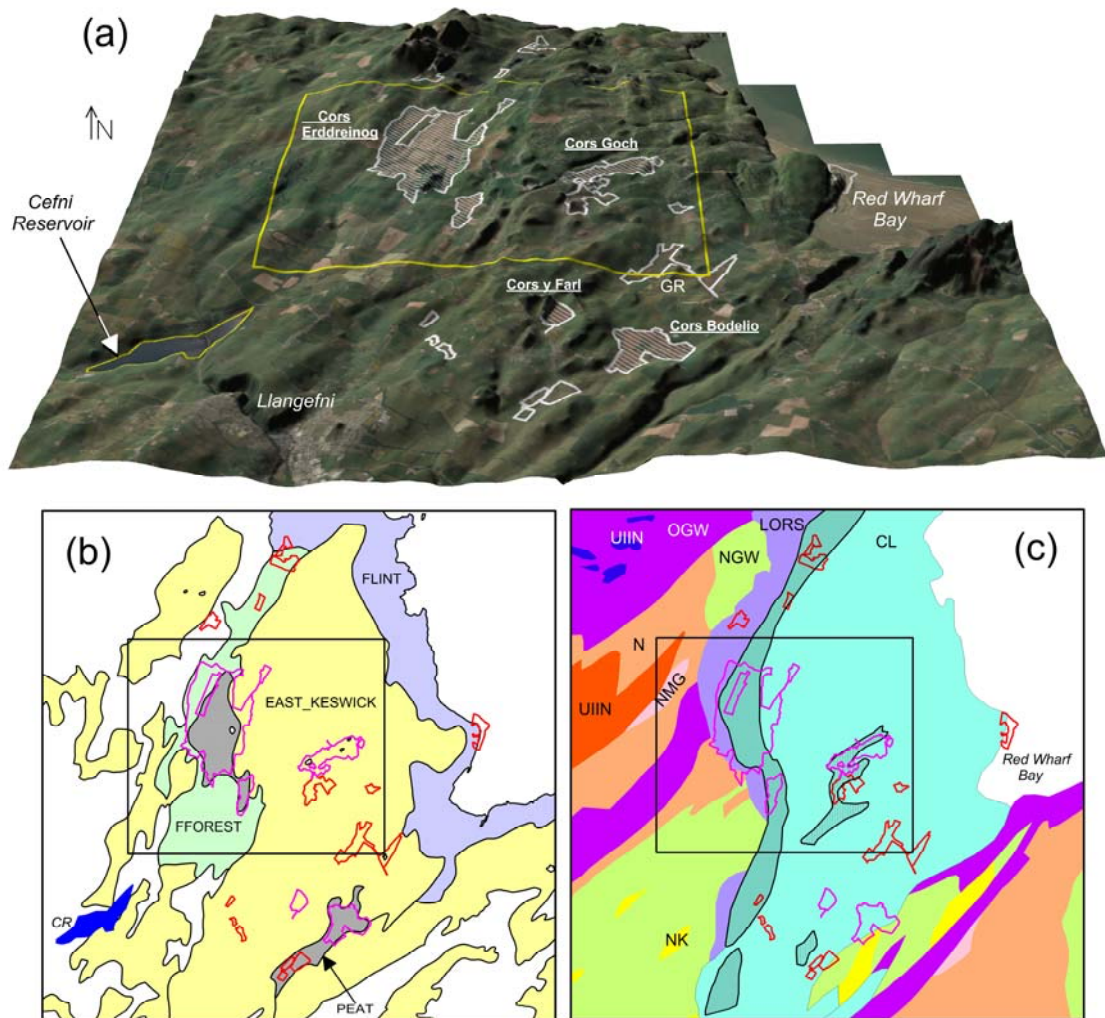 (a)
N
Cors
Erddreinog
Cors Goch
Cefni
Reservoir
Red Wharf
Bay
Cors y Farl
GR
Cors Bodelio
Llangefni
(b)
FLINT
EAST_KESWICK
FFOREST
CR
PEAT
(c)
UIIN
OGW
LORS
NGW
CL
N
NMG
UIIN
Red Wharf
Bay
NK